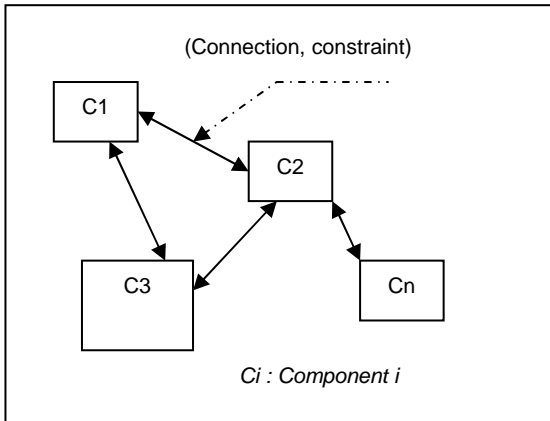 (Connection, constraint)
C1
C2
C3
Cn
Ci : Component i